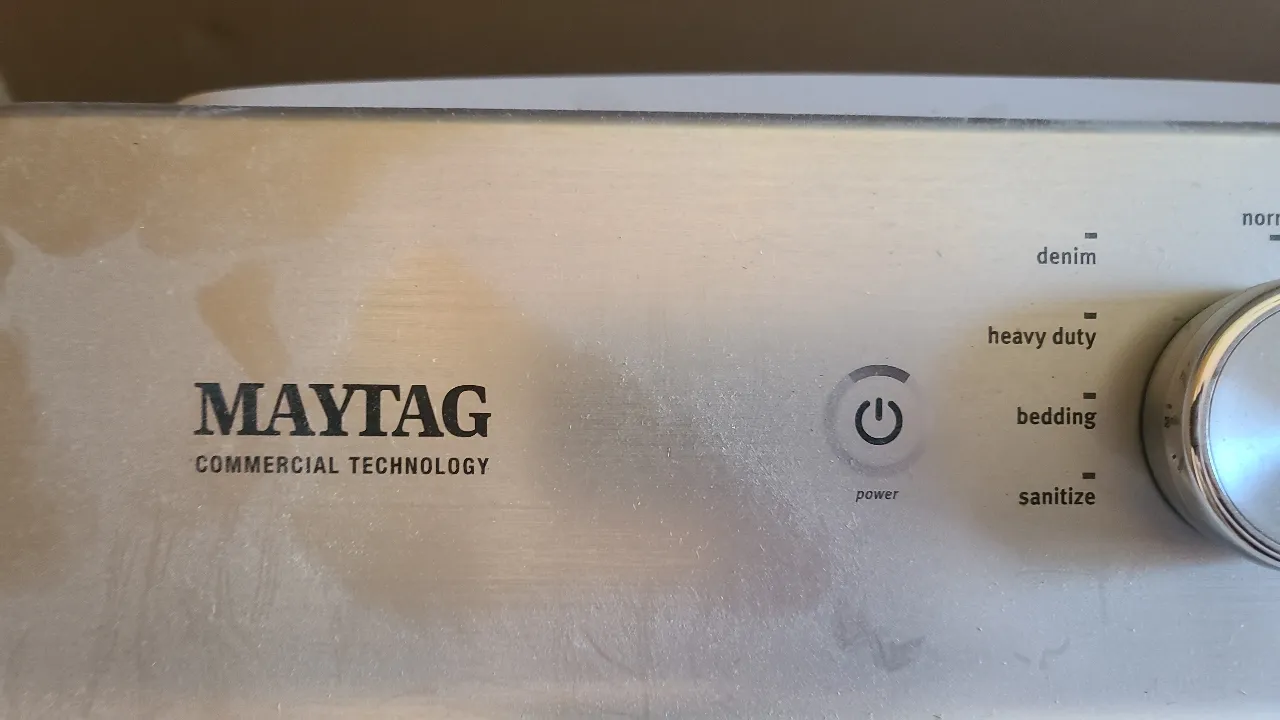 MAYTAG
COMMERCIAL TECHNOLOGY
power
denim
heavy duty
bedding
sanitize